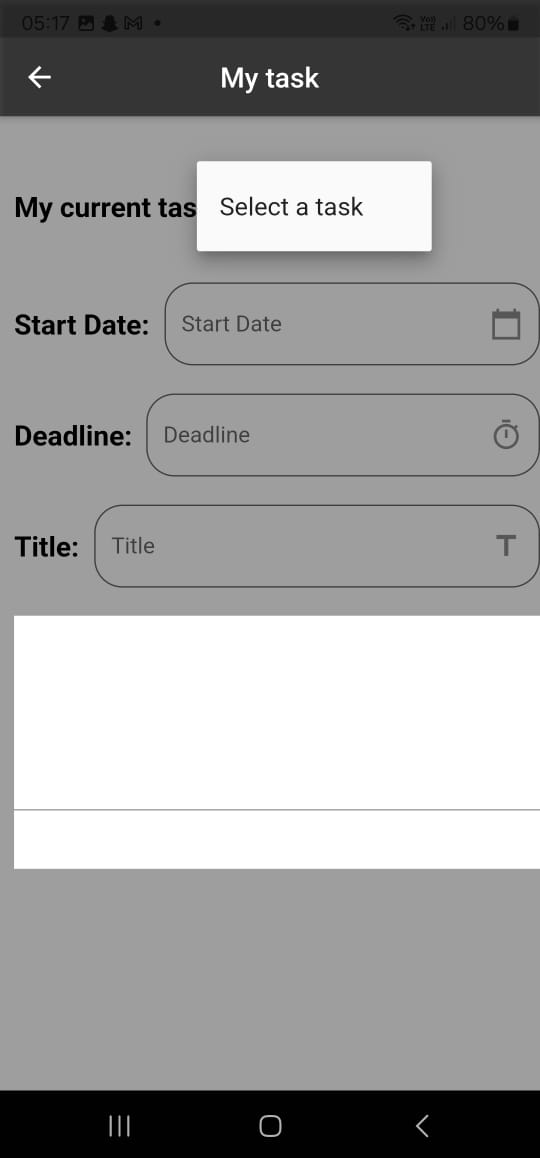 05:17 VoD LTE 80%
My task
My current tas
Select a task
Start Date: Start Date
Deadline: Deadline
Title: Title T